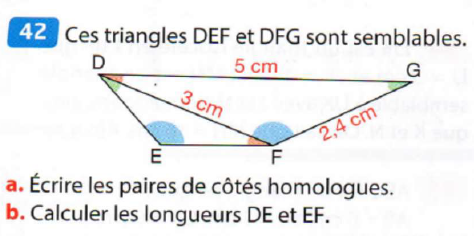 42 Ces triangles DEF et DFG sont semblables.
D
5 cm
G
3 cm
2,4 cm
E
F
a. Écrire les paires de côtés homologues.
b. Calculer les longueurs DE et EF.